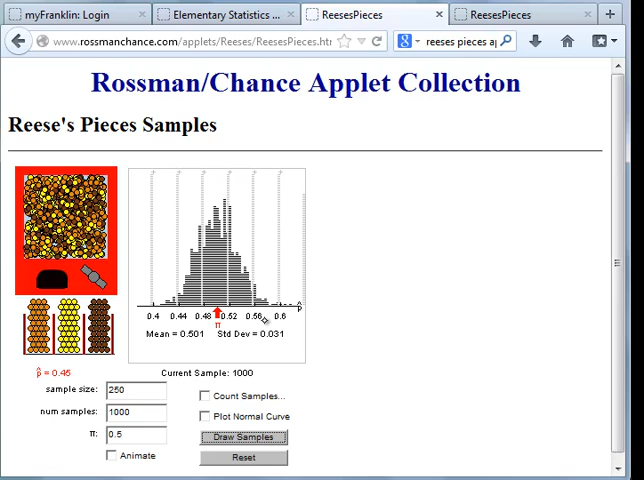 myFranklin: Login
Elementary Statistics ...
ReesesPieces
ReesesPieces
www.rossmanchance.com/applets/Reeses/ReesesPieces.htm
reeses pieces
Rossman/Chance Applet Collection
Reese's Pieces Samples
0.4 0.44 0.48 0.52 0.56 0.6
p̂
π
Mean = 0.501 Std Dev = 0.031
p̂ = 0.45
Current Sample: 1000
sample size: 250
Count Samples...
num samples: 1000
Plot Normal Curve
π: 0.5
Draw Samples
Animate
Reset